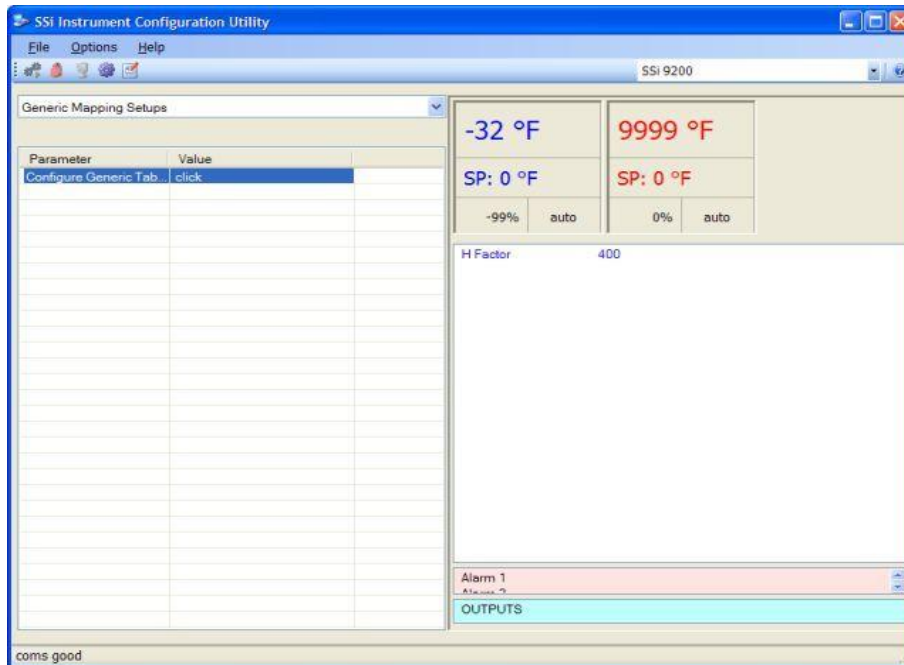 SSi Instrument Configuration Utility
File Options Help
SSi 9200
Generic Mapping Setups
Parameter Value
Configure Generic Tab... click
-32 °F
SP: 0 °F
-99% auto
9999 °F
SP: 0 °F
0% auto
H Factor 400
Alarm 1
OUTPUTS
coms good